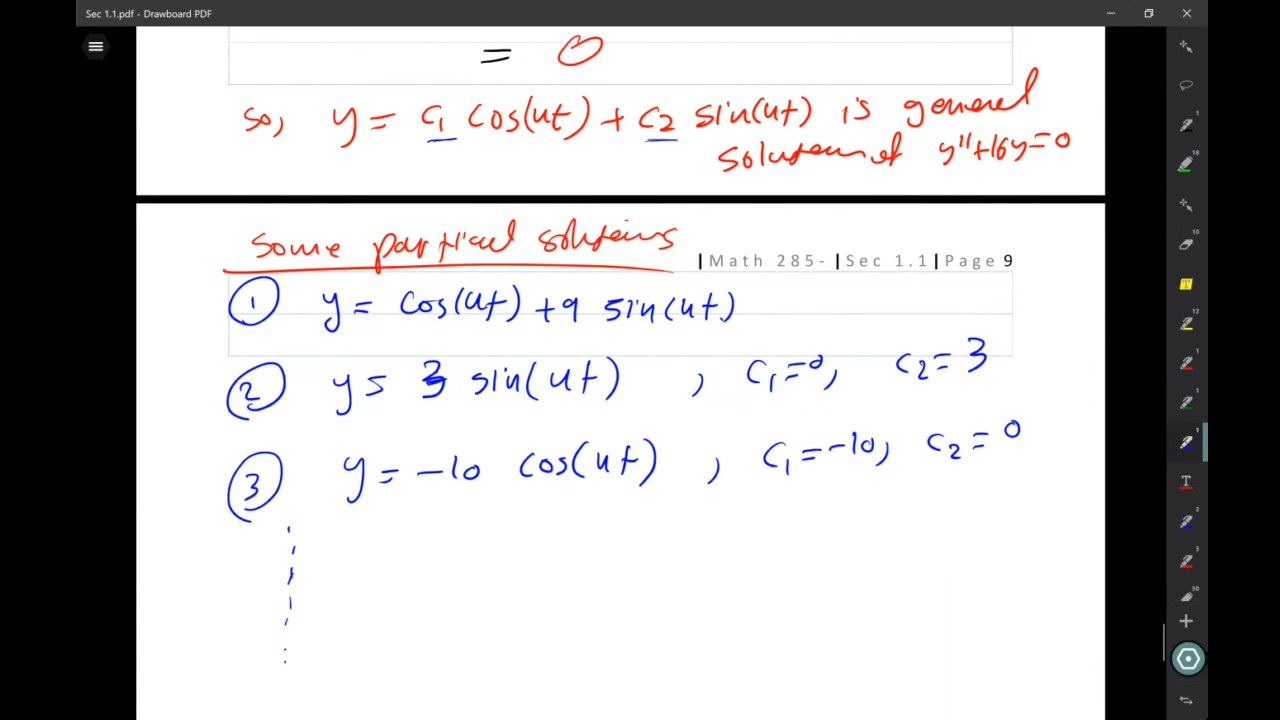 Sec 1.1.pdf - Drawboard PDF
= 0
So, y = c1 cos(4t) + c2 sin(4t) is general
solution of y"+16y=0
Some partical solutions
|Math 285- |Sec 1.1|Page 9
1 y = cos(4t) + 9 sin(4t)
2 y = 3 sin(4t) , c1=0, c2=3
3 y = -10 cos(4t) , c1=-10, c2=0